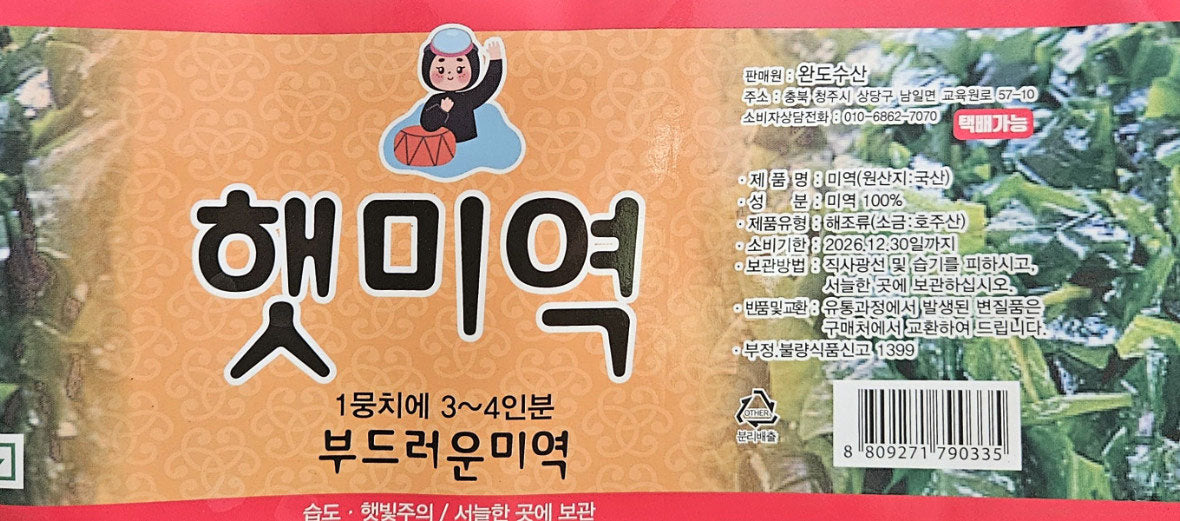 햇미역
1뭉치에 3~4인분
부드러운미역
습도 · 햇빛주의 / 서늘한 곳에 보관
판매원 : 완도수산
주소 : 충북 청주시 상당구 남일면 교육원로 57-10
소비자상담전화 : 010-6862-7070
택배가능
· 제 품 명 : 미역(원산지:국산)
· 성 분 : 미역 100%
· 제품유형 : 해조류(소금:호주산)
· 소비기한 : 2026.12.30일까지
· 보관방법 : 직사광선 및 습기를 피하시고,
서늘한 곳에 보관하십시오.
· 반품및교환 : 유통과정에서 발생된 변질품은
구매처에서 교환하여 드립니다.
· 부정.불량식품신고 1399
OTHER
분리배출
8 809271 790335